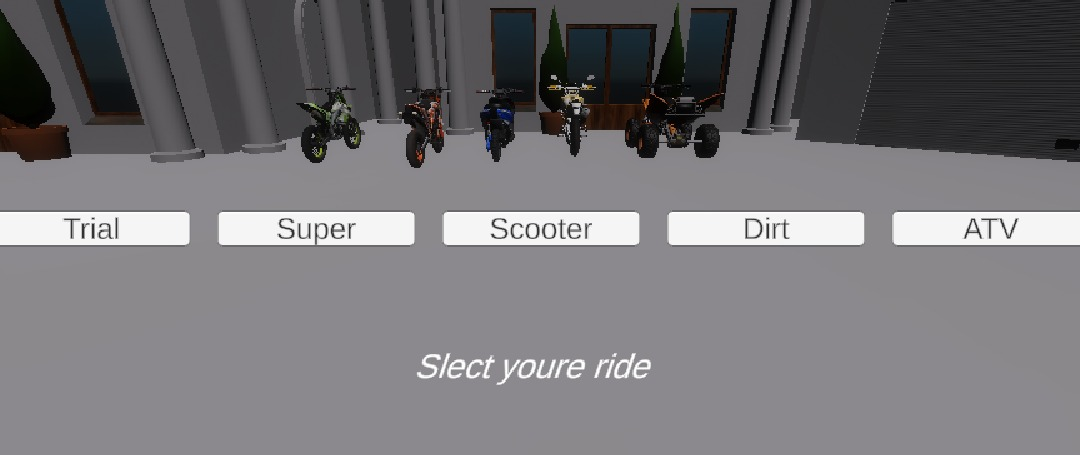 Trial
Super
Scooter
Dirt
ATV
Slect youre ride